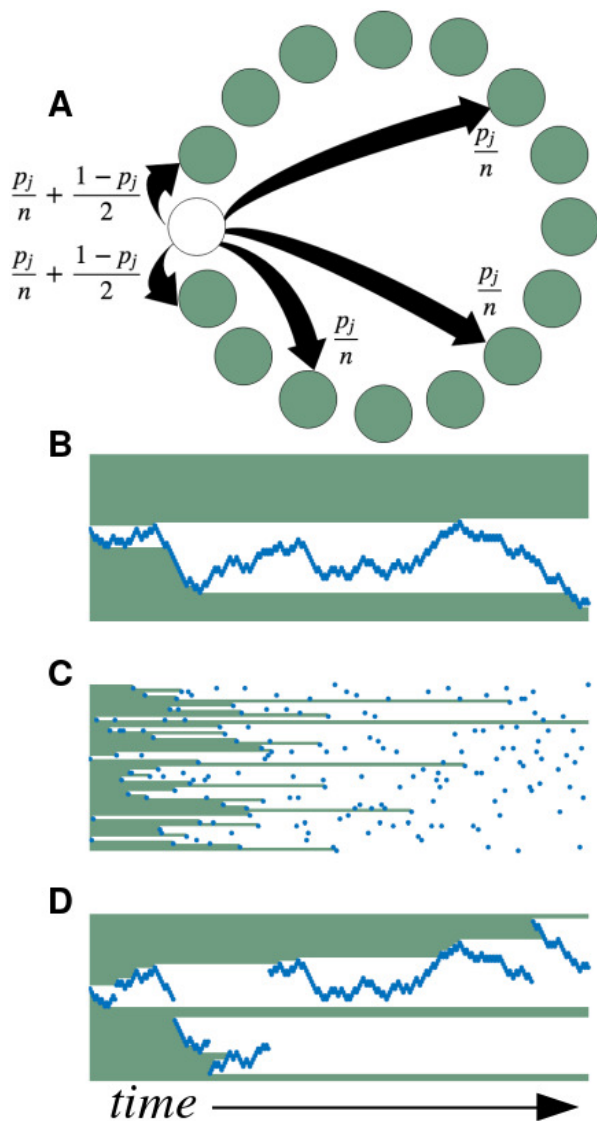 A
p_j/n
p_j/n + (1 − p_j)/2
p_j/n + (1 − p_j)/2
p_j/n
p_j/n
B
C
D
time